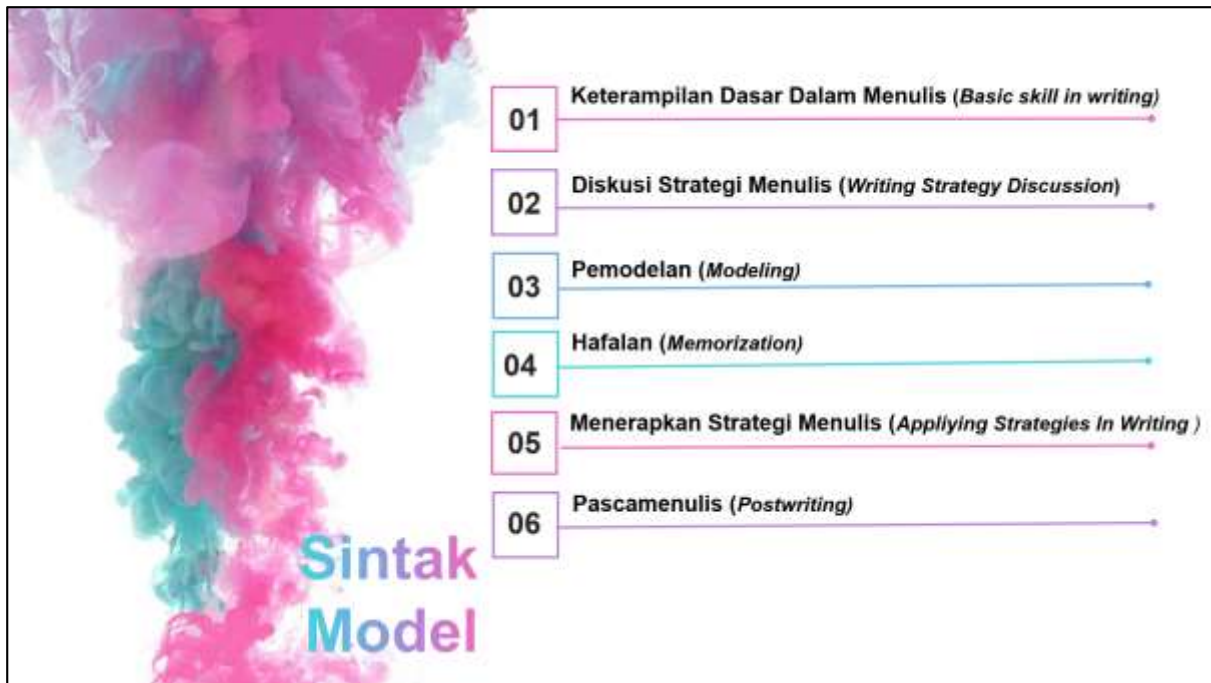 01
Keterampilan Dasar Dalam Menulis (Basic skill in writing)
02
Diskusi Strategi Menulis (Writing Strategy Discussion)
03
Pemodelan (Modeling)
04
Hafalan (Memorization)
05
Menerapkan Strategi Menulis (Appliying Strategies In Writing )
06
Pascamenulis (Postwriting)
Sintak
Model